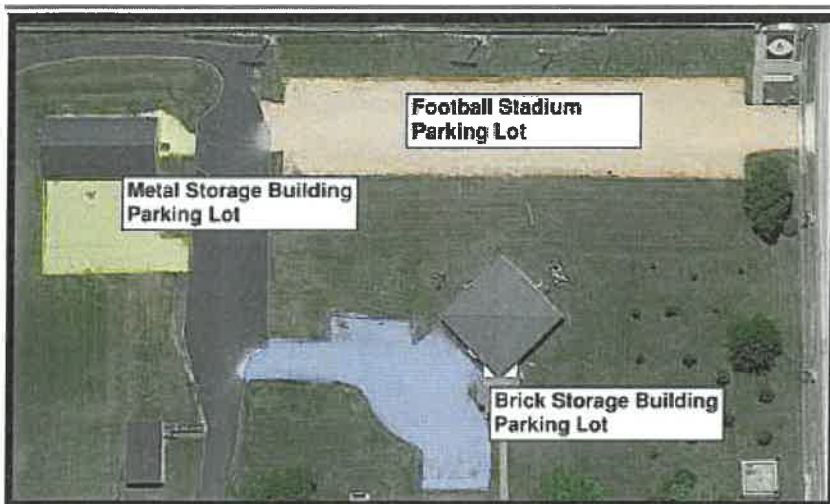 Football Stadium
Parking Lot
Metal Storage Building
Parking Lot
Brick Storage Building
Parking Lot